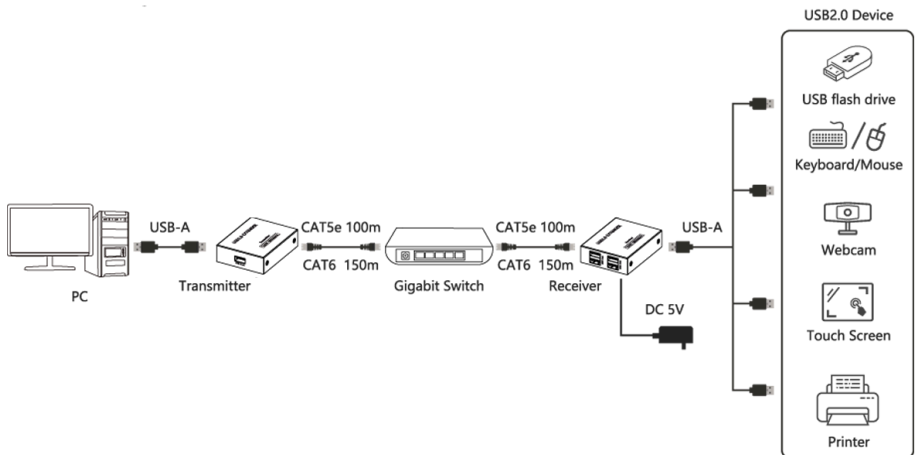 USB2.0 Device
USB flash drive
Keyboard/Mouse
USB-A
CAT5e 100m
CAT5e 100m
USB-A
CAT6 150m
CAT6 150m
Webcam
PC
Transmitter
Gigabit Switch
Receiver
DC 5V
Touch Screen
Printer